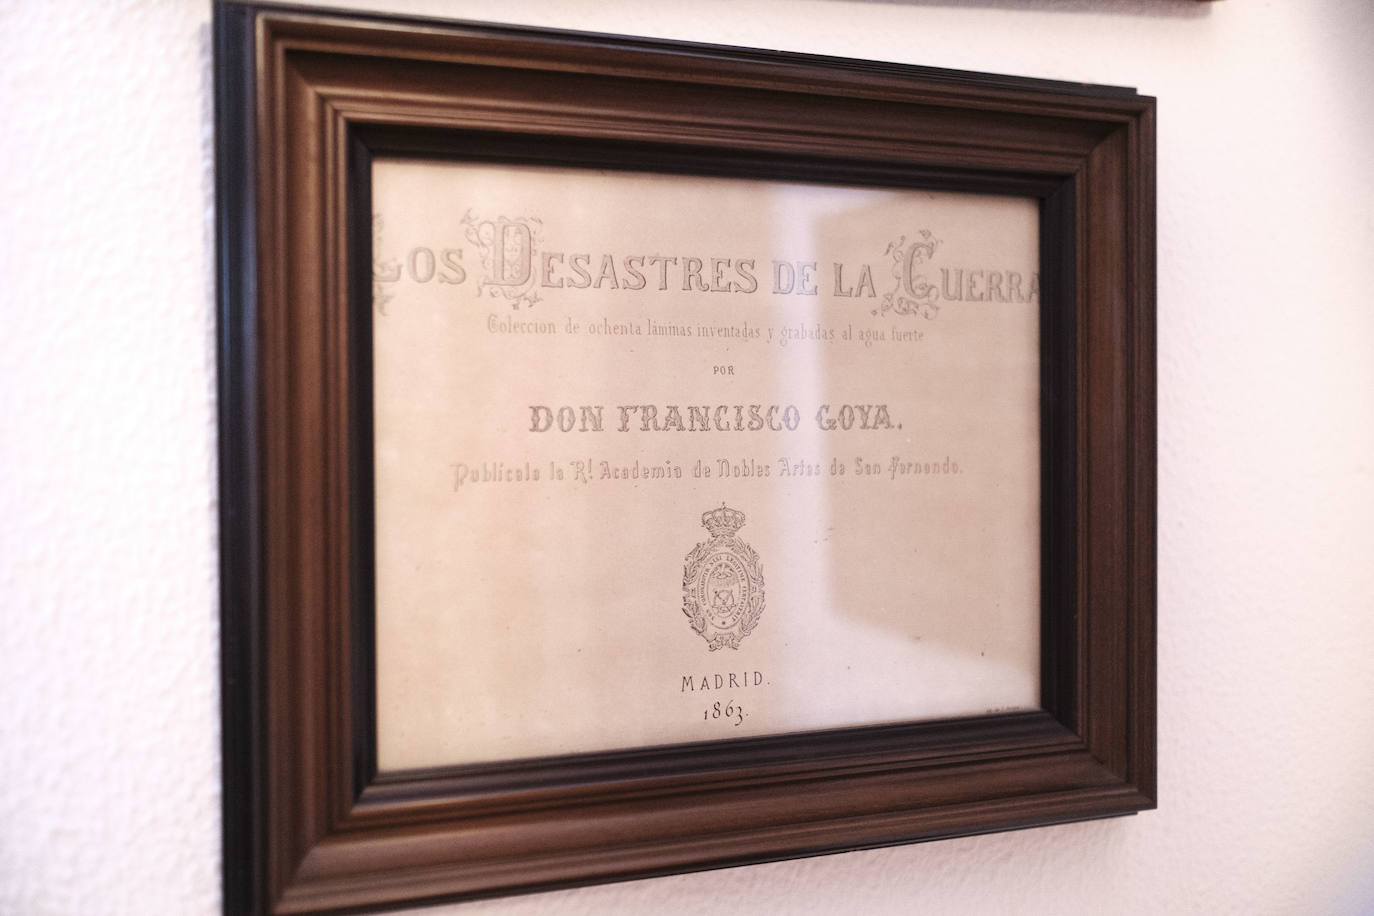 LOS DESASTRES DE LA GUERRA
Coleccion de ochenta láminas inventadas y grabadas al agua fuerte
POR
DON FRANCISCO GOYA.
Publícala la Rl. Academia de Nobles Artes de San Fernando.
MADRID.
1863.